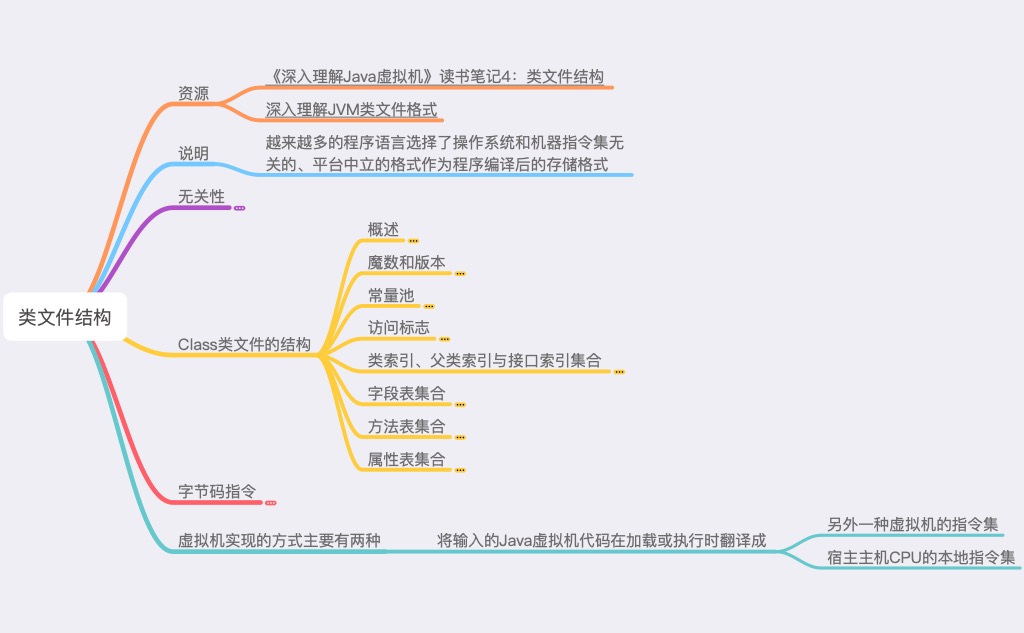 《深入理解Java虚拟机》读书笔记4：类文件结构
资源
深入理解JVM类文件格式
越来越多的程序语言选择了操作系统和机器指令集无
说明
关的、平台中立的格式作为程序编译后的存储格式
无关性
概述
魔数和版本
常量池
类文件结构
访问标志
Class类文件的结构
类索引、父类索引与接口索引集合
字段表集合
方法表集合
属性表集合
字节码指令
虚拟机实现的方式主要有两种
将输入的Java虚拟机代码在加载或执行时翻译成
另外一种虚拟机的指令集
宿主主机CPU的本地指令集